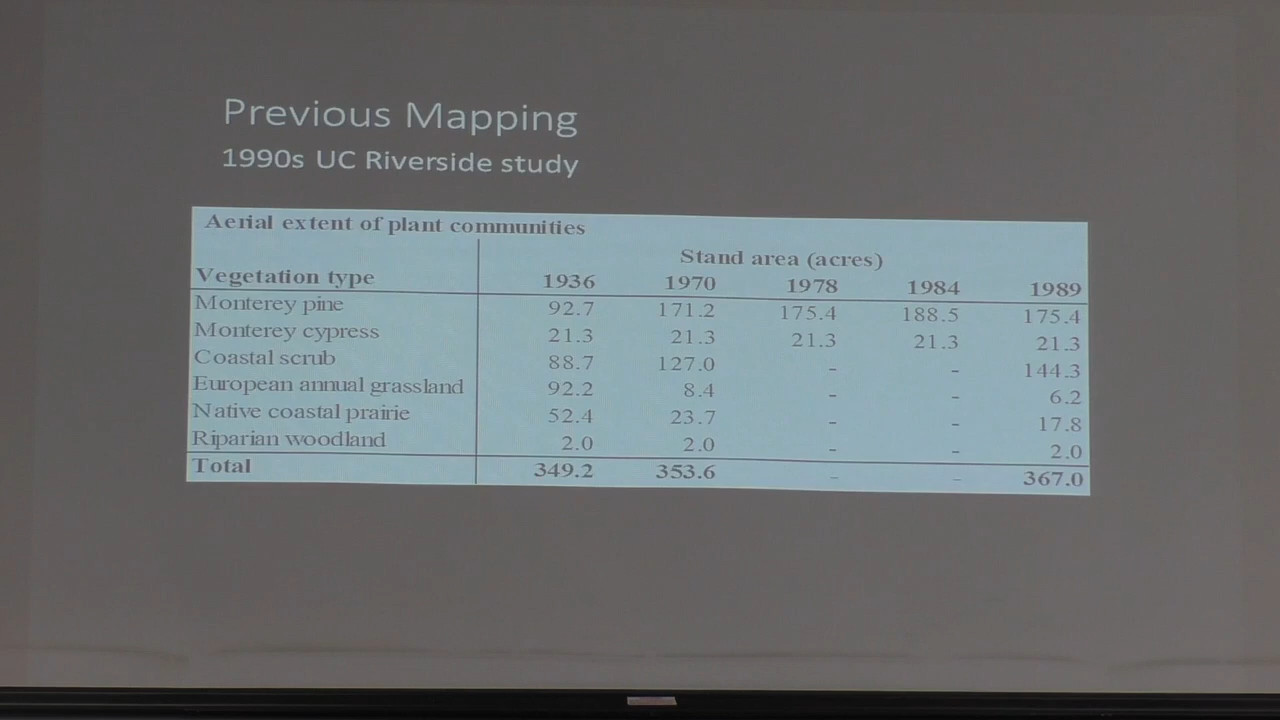 Previous Mapping
1990s UC Riverside study
Aerial extent of plant communities
Stand area (acres)
Vegetation type 1936 1970 1978 1984 1989
Monterey pine 92.7 171.2 175.4 188.5 175.4
Monterey cypress 21.3 21.3 21.3 21.3 21.3
Coastal scrub 88.7 127.0 - - 144.3
European annual grassland 92.2 8.4 - - 6.2
Native coastal prairie 52.4 23.7 - - 17.8
Riparian woodland 2.0 2.0 - - 2.0
Total 349.2 353.6 - - 367.0